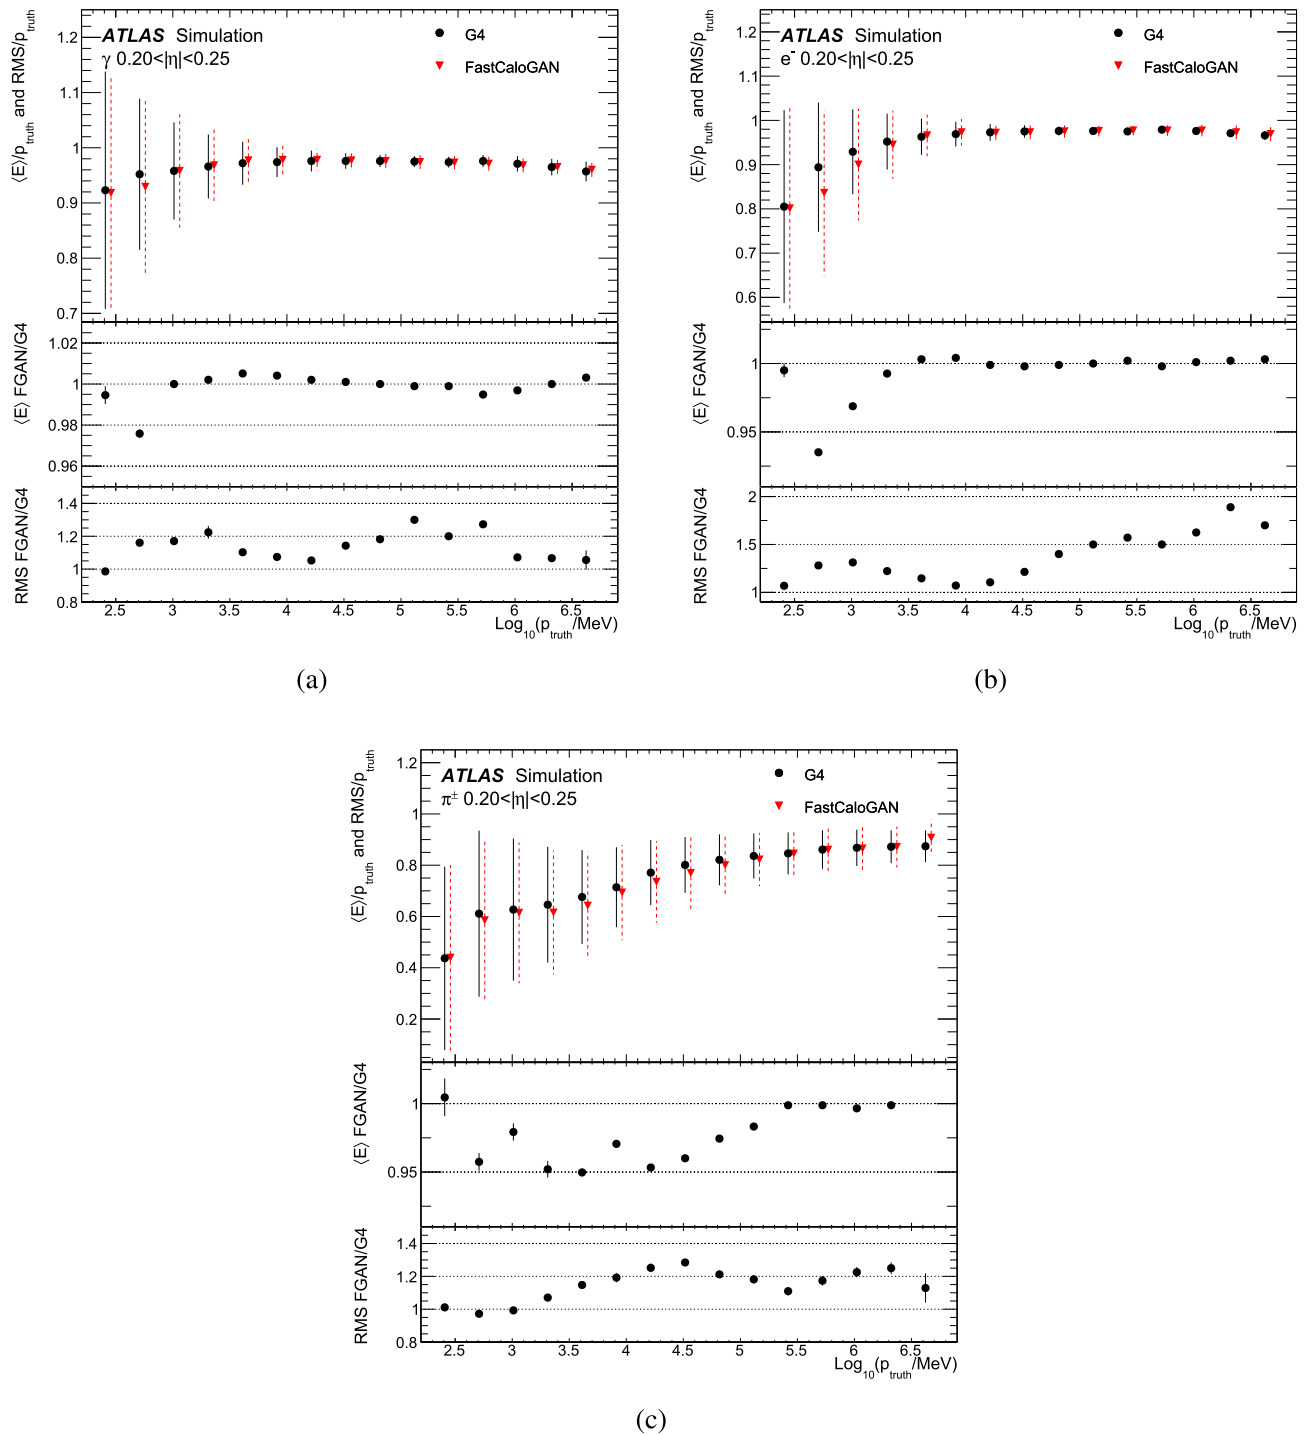 ⟨E⟩/p_truth and RMS/p_truth
1.2
1.1
1
0.9
0.8
0.7
ATLAS Simulation
γ 0.20<|η|<0.25
G4
FastCaloGAN
⟨E⟩ FGAN/G4
1.02
1
0.98
0.96
RMS FGAN/G4
1.4
1.2
1
0.8
2.5 3 3.5 4 4.5 5 5.5 6 6.5
Log10(p_truth/MeV)
(a)
⟨E⟩/p_truth and RMS/p_truth
1.2
1.1
1
0.9
0.8
0.7
0.6
ATLAS Simulation
e⁻ 0.20<|η|<0.25
G4
FastCaloGAN
⟨E⟩ FGAN/G4
1
0.95
RMS FGAN/G4
2
1.5
1
2.5 3 3.5 4 4.5 5 5.5 6 6.5
Log10(p_truth/MeV)
(b)
⟨E⟩/p_truth and RMS/p_truth
1.2
1
0.8
0.6
0.4
0.2
ATLAS Simulation
π± 0.20<|η|<0.25
G4
FastCaloGAN
⟨E⟩ FGAN/G4
1
0.95
RMS FGAN/G4
1.4
1.2
1
0.8
2.5 3 3.5 4 4.5 5 5.5 6 6.5
Log10(p_truth/MeV)
(c)